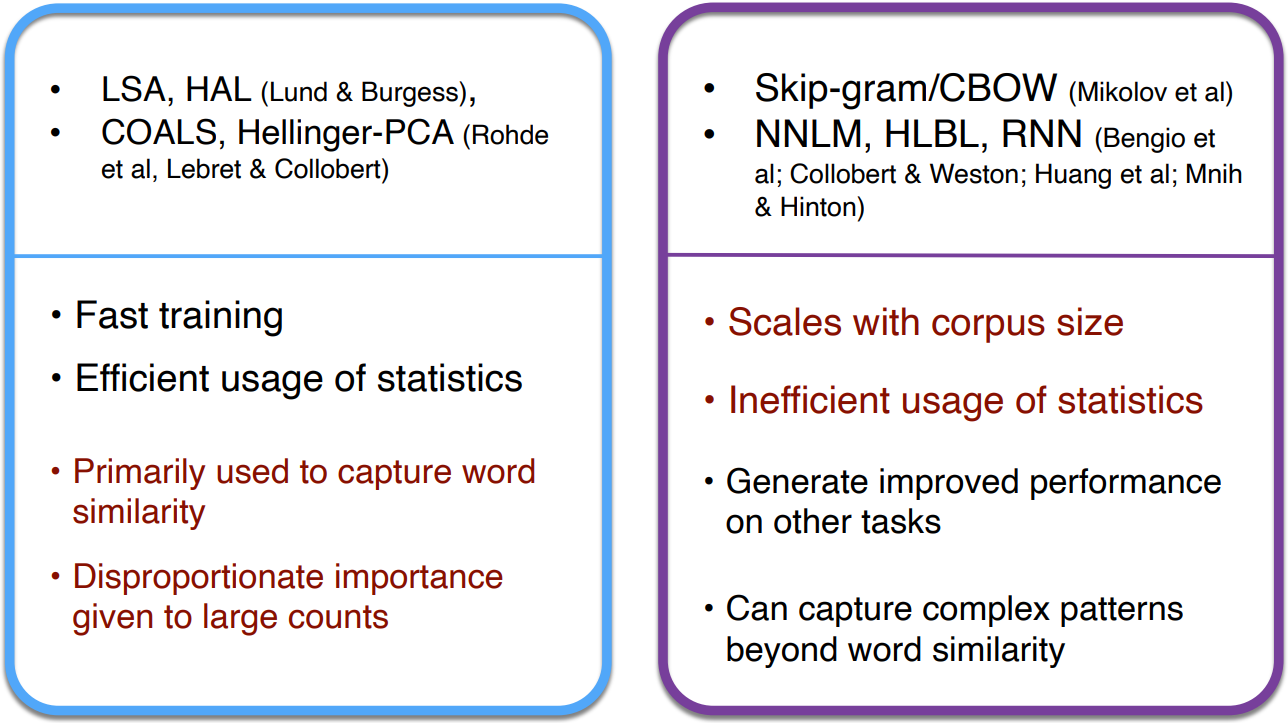 • LSA, HAL (Lund & Burgess),
• COALS, Hellinger-PCA (Rohde
et al, Lebret & Collobert)
• Fast training
• Efficient usage of statistics
• Primarily used to capture word
similarity
• Disproportionate importance
given to large counts
• Skip-gram/CBOW (Mikolov et al)
• NNLM, HLBL, RNN (Bengio et
al; Collobert & Weston; Huang et al; Mnih
& Hinton)
• Scales with corpus size
• Inefficient usage of statistics
• Generate improved performance
on other tasks
• Can capture complex patterns
beyond word similarity